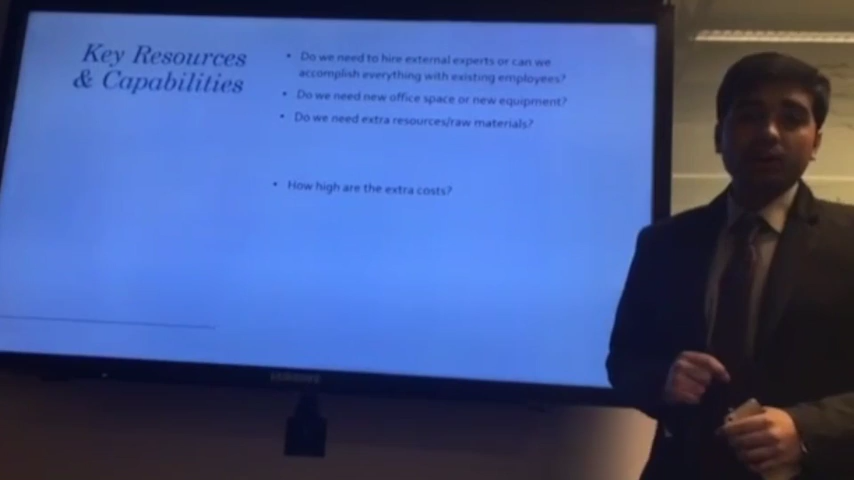 Key Resources
& Capabilities
• Do we need to hire external experts or can we
accomplish everything with existing employees?
• Do we need new office space or new equipment?
• Do we need extra resources/raw materials?
• How high are the extra costs?
SAMSUNG